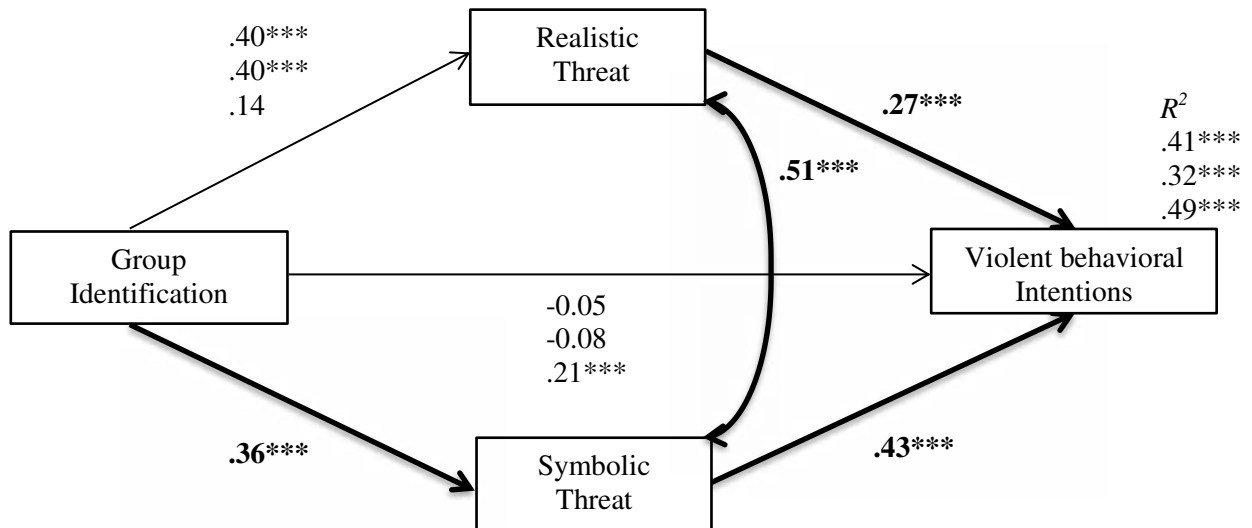 .40***
.40***
.14
Realistic
Threat
.27***
R²
.41***
.32***
.49***
.51***
Group
Identification
Violent behavioral
Intentions
-0.05
-0.08
.21***
.36***
Symbolic
Threat
.43***